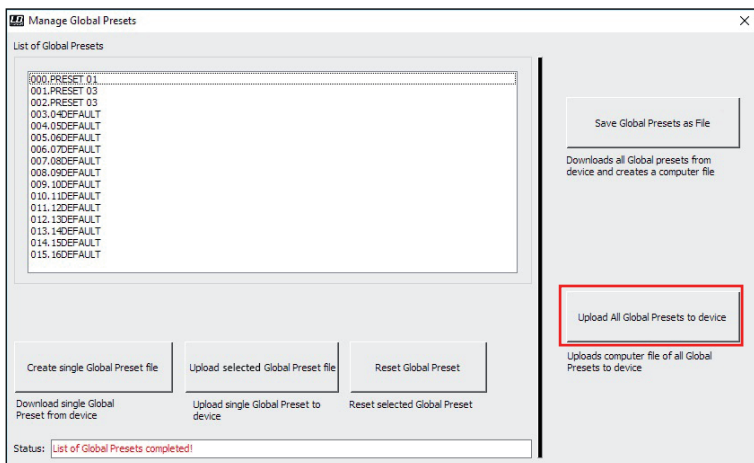 LD
Manage Global Presets
List of Global Presets
000.PRESET 01
001.PRESET 03
002.PRESET 03
003.04DEFAULT
004.05DEFAULT
005.06DEFAULT
006.07DEFAULT
007.08DEFAULT
008.09DEFAULT
009.10DEFAULT
010.11DEFAULT
011.12DEFAULT
012.13DEFAULT
013.14DEFAULT
014.15DEFAULT
015.16DEFAULT
Save Global Presets as File
Downloads all Global presets from
device and creates a computer file
Upload All Global Presets to device
Uploads computer file of all Global
Presets to device
Create single Global Preset file
Download single Global
Preset from device
Upload selected Global Preset file
Upload single Global Preset to
device
Reset Global Preset
Reset selected Global Preset
Status: List of Global Presets completed!